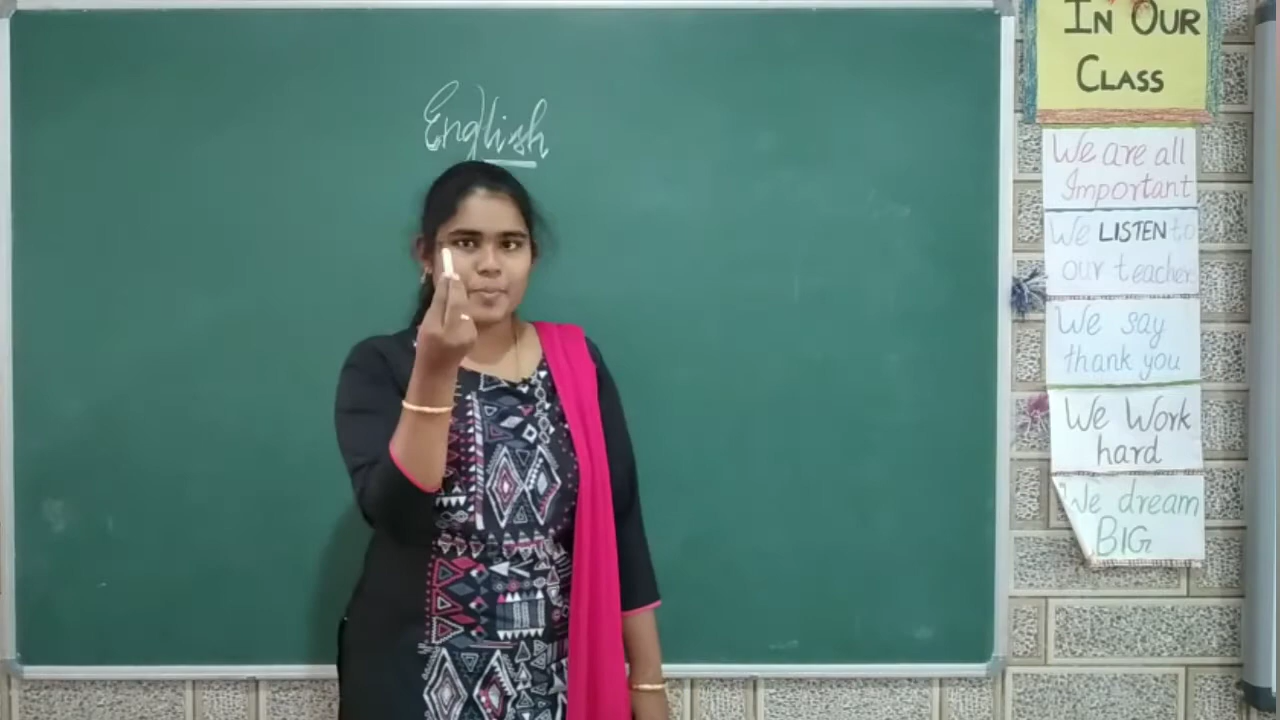 English
IN OUR
CLASS
We are all
Important
We LISTEN to
our teacher
We say
thank you
We Work
hard
We dream
BIG